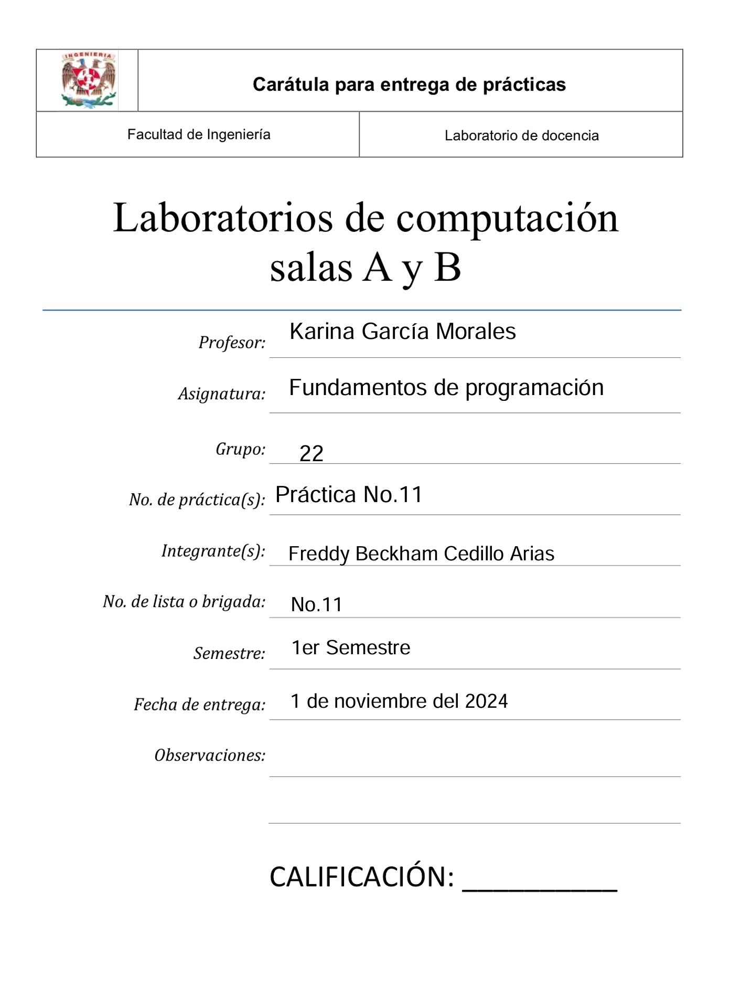 INGENIERIA
F I
Carátula para entrega de prácticas
Facultad de Ingeniería
Laboratorio de docencia
Laboratorios de computación
salas A y B
Profesor: Karina García Morales
Asignatura: Fundamentos de programación
Grupo: 22
No. de práctica(s): Práctica No.11
Integrante(s): Freddy Beckham Cedillo Arias
No. de lista o brigada: No.11
Semestre: 1er Semestre
Fecha de entrega: 1 de noviembre del 2024
Observaciones:
CALIFICACIÓN: __________